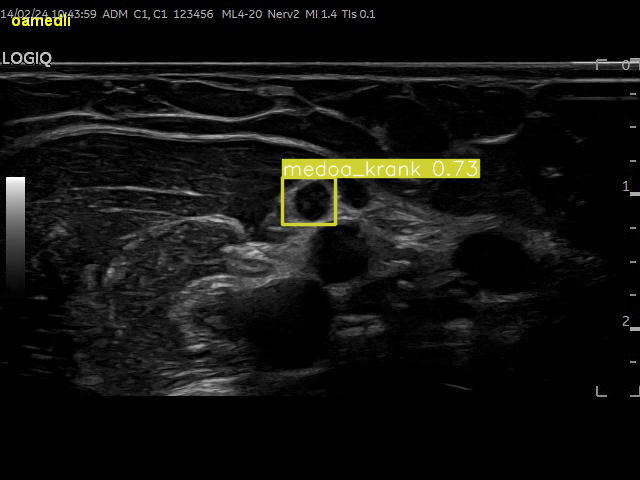 14/02/24 10:43:59 ADM C1, C1 123456 ML4-20 Nerv2 MI 1.4 TIs 0.1
oamedli
LOGIQ
0
medoa_krank 0.73
1
2